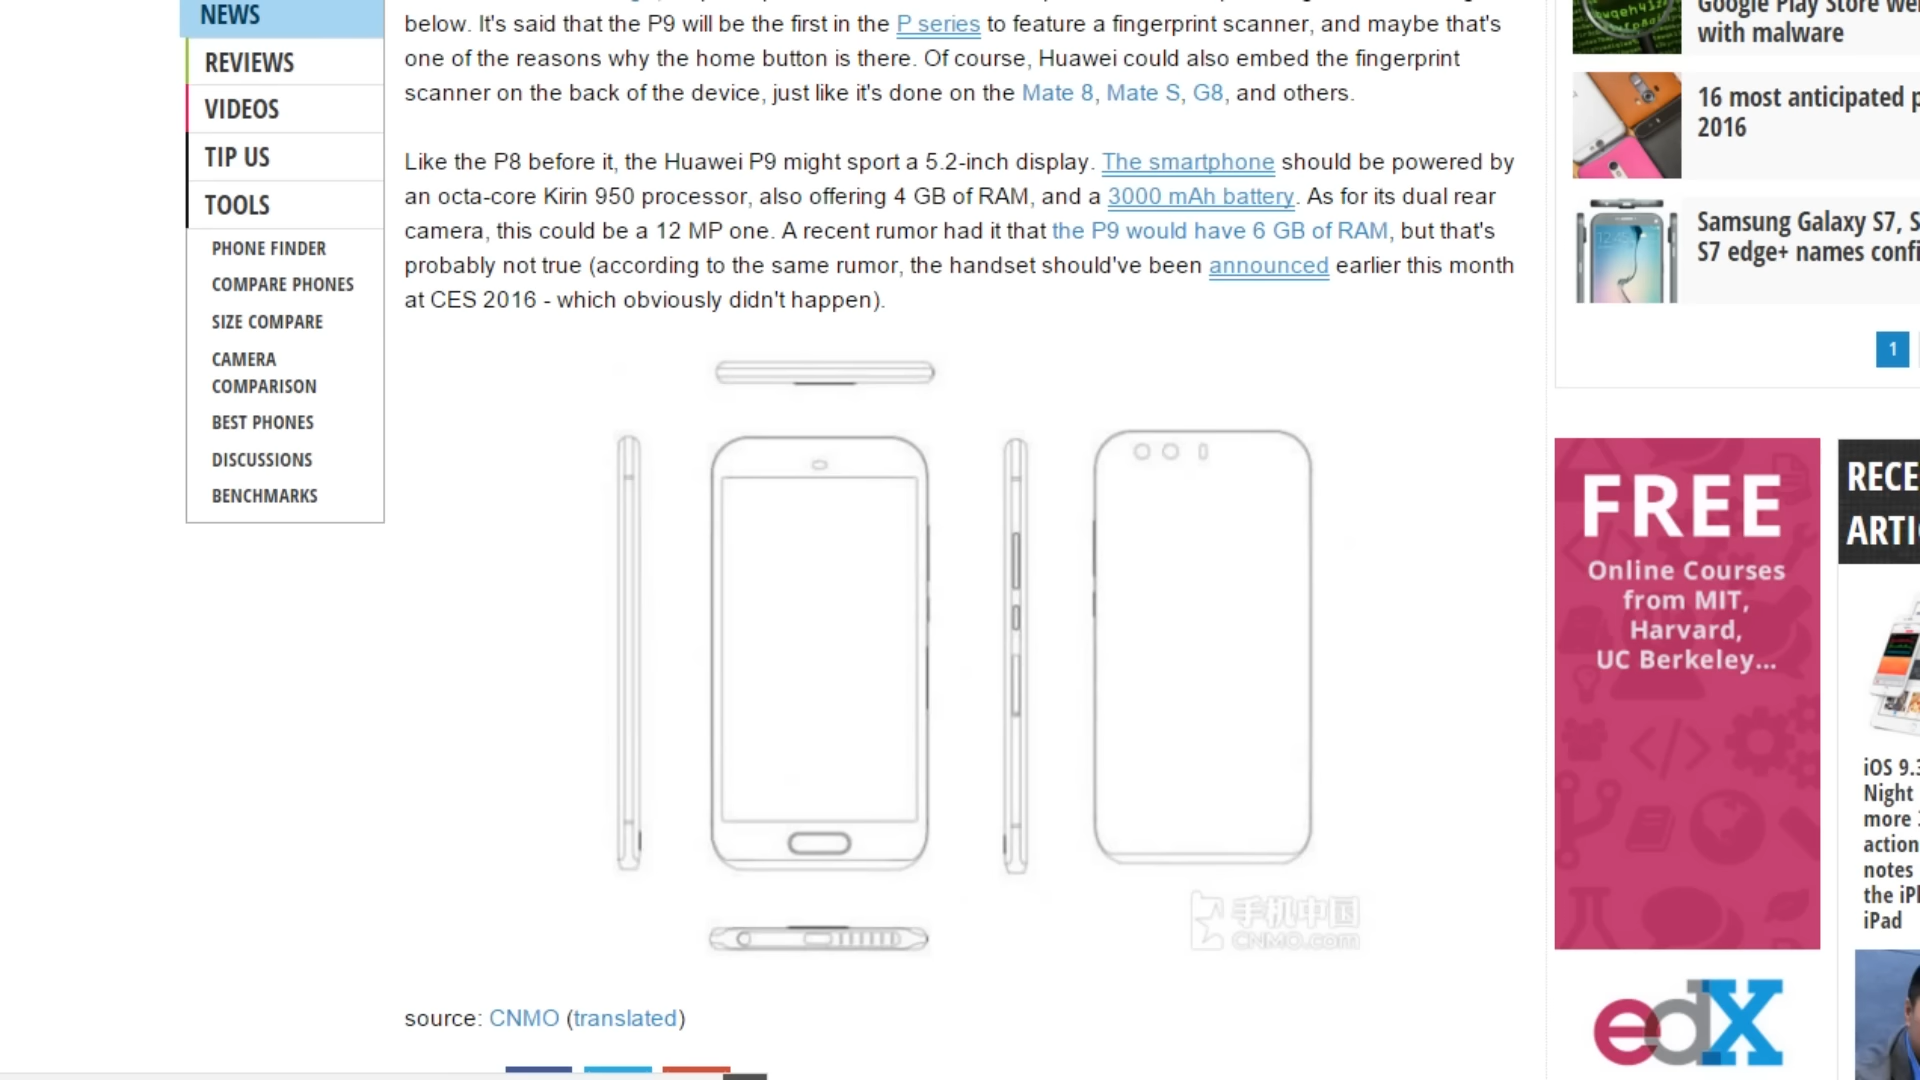 NEWS
REVIEWS
VIDEOS
TIP US
TOOLS
PHONE FINDER
COMPARE PHONES
SIZE COMPARE
CAMERA
COMPARISON
BEST PHONES
DISCUSSIONS
BENCHMARKS
below. It's said that the P9 will be the first in the P series to feature a fingerprint scanner, and maybe that's
one of the reasons why the home button is there. Of course, Huawei could also embed the fingerprint
scanner on the back of the device, just like it's done on the Mate 8, Mate S, G8, and others.
Like the P8 before it, the Huawei P9 might sport a 5.2-inch display. The smartphone should be powered by
an octa-core Kirin 950 processor, also offering 4 GB of RAM, and a 3000 mAh battery. As for its dual rear
camera, this could be a 12 MP one. A recent rumor had it that the P9 would have 6 GB of RAM, but that's
probably not true (according to the same rumor, the handset should've been announced earlier this month
at CES 2016 - which obviously didn't happen).
手机中国
CNMO.com
source: CNMO (translated)
Google Play Store
with malware
16 most anticipated
2016
Samsung Galaxy S7,
S7 edge+ names
1
FREE
Online Courses
from MIT,
Harvard,
UC Berkeley...
edX
RECE
ARTI
iOS 9.3
Night
more
action
notes
the
iPad